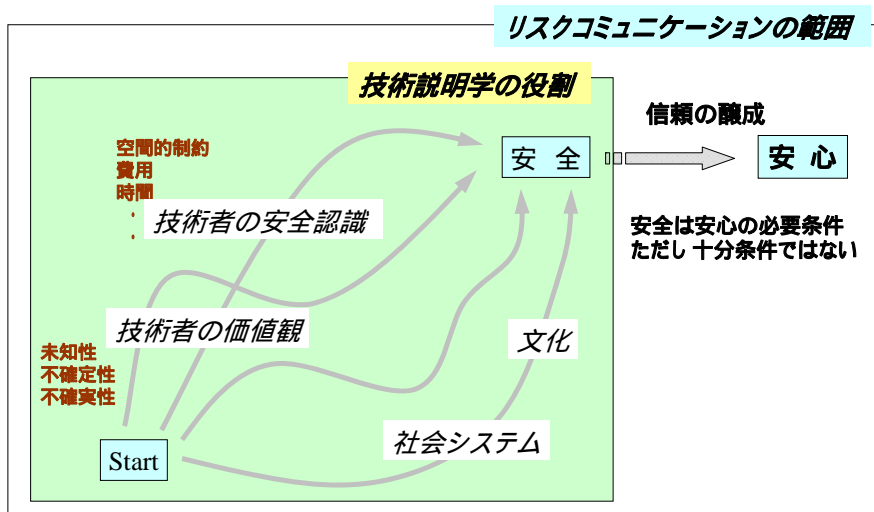 リスクコミュニケーションの範囲
技術説明学の役割
信頼の醸成
空間的制約
費用
時間
・
・
安 全
安 心
技術者の安全認識
安全は安心の必要条件
ただし 十分条件ではない
技術者の価値観
文化
未知性
不確定性
不確実性
社会システム
Start